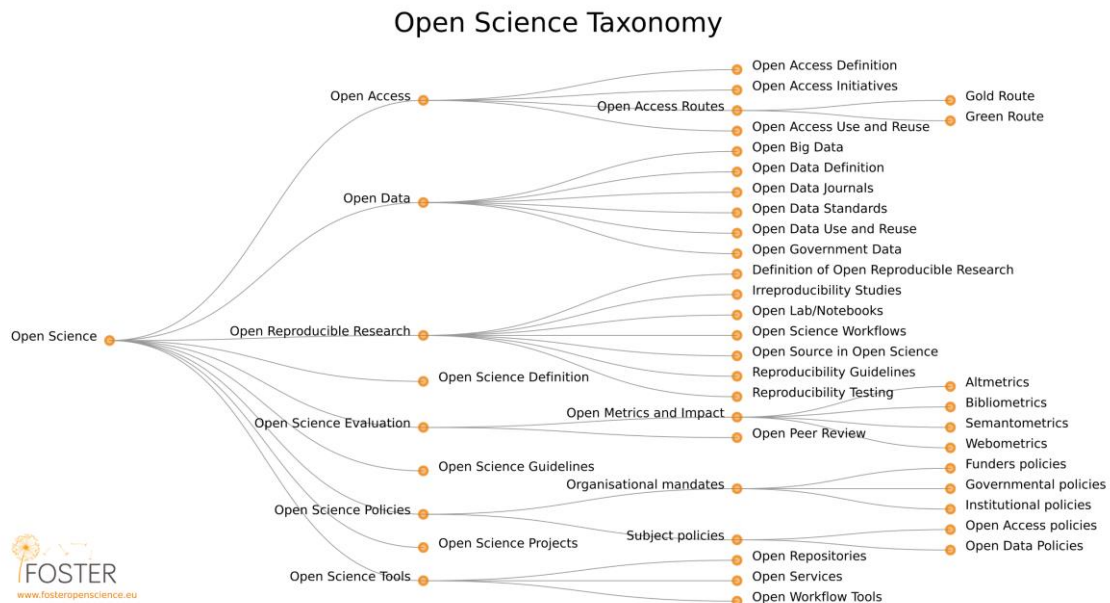 Open Science Taxonomy
Open Science
Open Access
Open Access Definition
Open Access Initiatives
Open Access Routes
Gold Route
Green Route
Open Access Use and Reuse
Open Data
Open Big Data
Open Data Definition
Open Data Journals
Open Data Standards
Open Data Use and Reuse
Open Government Data
Open Reproducible Research
Definition of Open Reproducible Research
Irreproducibility Studies
Open Lab/Notebooks
Open Science Workflows
Open Source in Open Science
Reproducibility Guidelines
Reproducibility Testing
Open Science Definition
Open Science Evaluation
Open Metrics and Impact
Altmetrics
Bibliometrics
Semantometrics
Webometrics
Open Peer Review
Open Science Guidelines
Open Science Policies
Organisational mandates
Funders policies
Governmental policies
Institutional policies
Subject policies
Open Access policies
Open Data Policies
Open Science Projects
Open Science Tools
Open Repositories
Open Services
Open Workflow Tools
FOSTER
www.fosteropenscience.eu